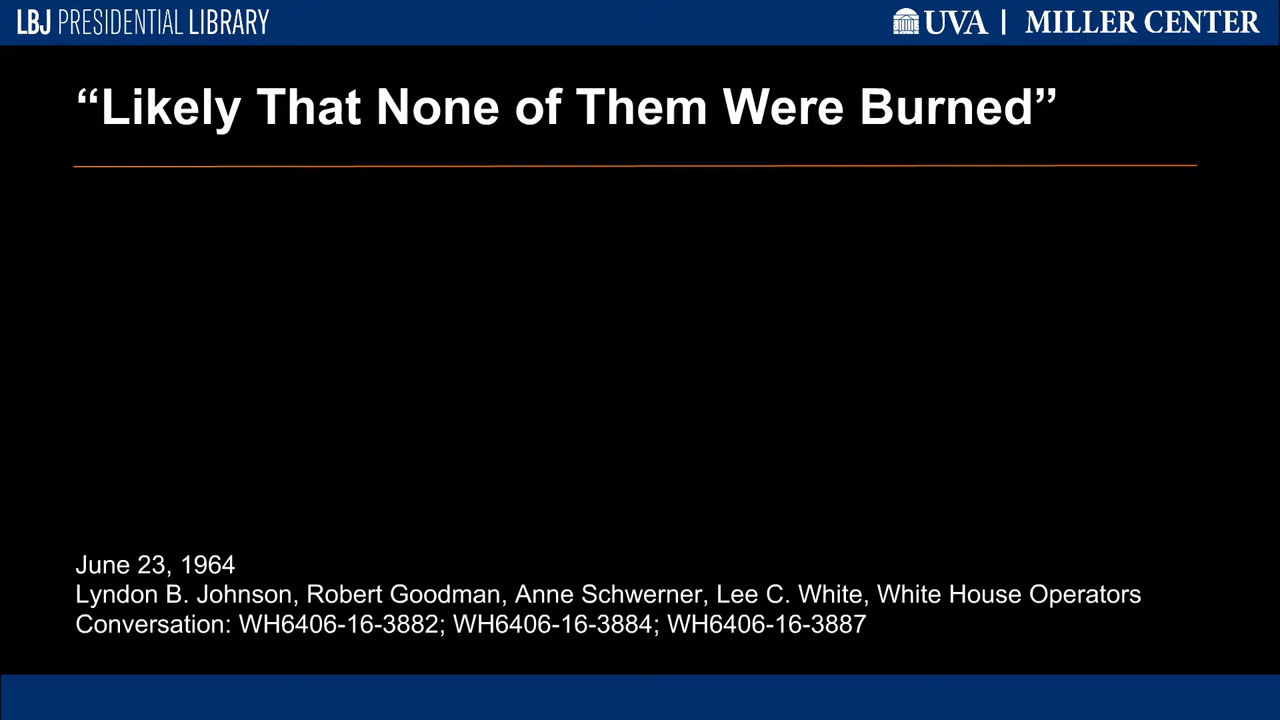 LBJ PRESIDENTIAL LIBRARY
UVA | MILLER CENTER
“Likely That None of Them Were Burned”
June 23, 1964
Lyndon B. Johnson, Robert Goodman, Anne Schwerner, Lee C. White, White House Operators
Conversation: WH6406-16-3882; WH6406-16-3884; WH6406-16-3887